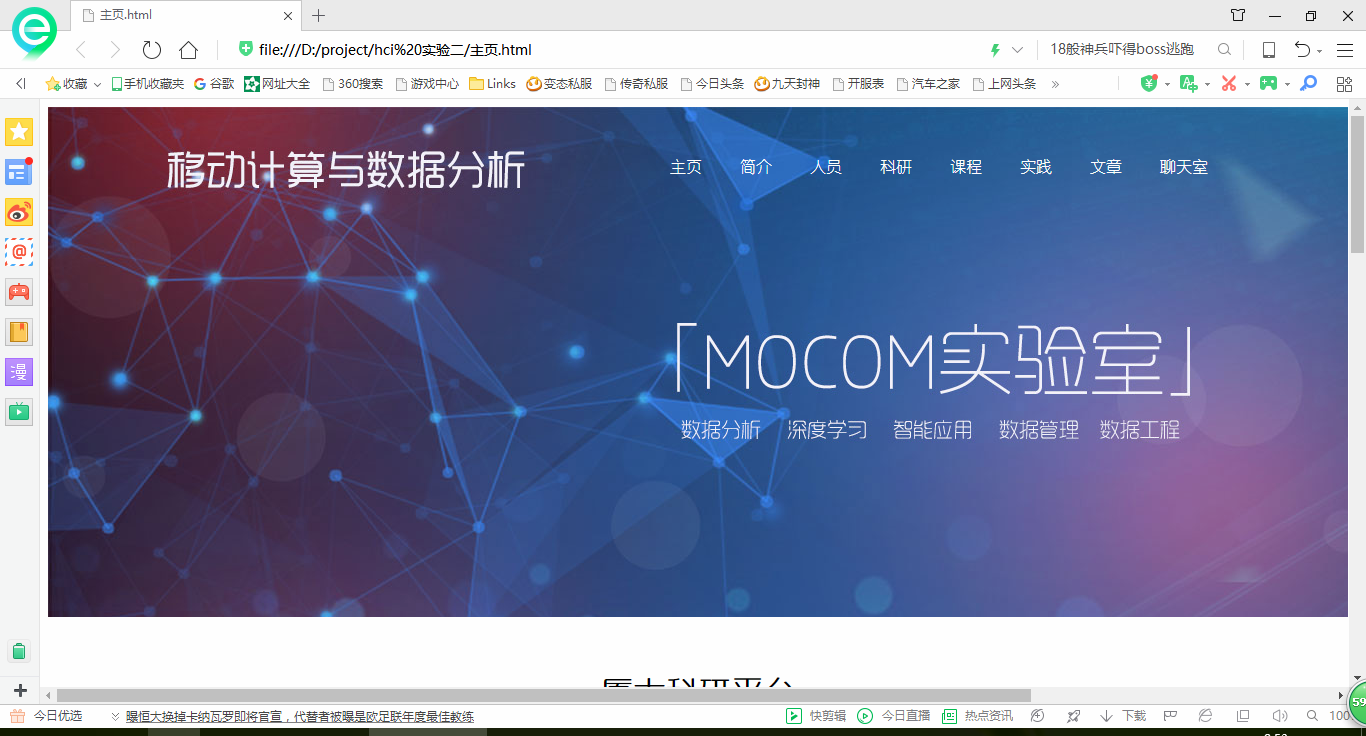 主页.html
file:///D:/project/hci%20实验二/主页.html
18般神兵吓得boss逃跑
收藏 手机收藏夹 谷歌 网址大全 360搜索 游戏中心 Links 变态私服 传奇私服 今日头条 九天封神 开服表 汽车之家 上网头条 »
移动计算与数据分析
主页 简介 人员 科研 课程 实践 文章 聊天室
「MOCOM实验室」
数据分析 深度学习 智能应用 数据管理 数据工程
漫
厦大科研平台
59
今日优选 曝恒大换掉卡纳瓦罗即将官宣，代替者被曝是欧足联年度最佳教练 快剪辑 今日直播 热点资讯 下载 100